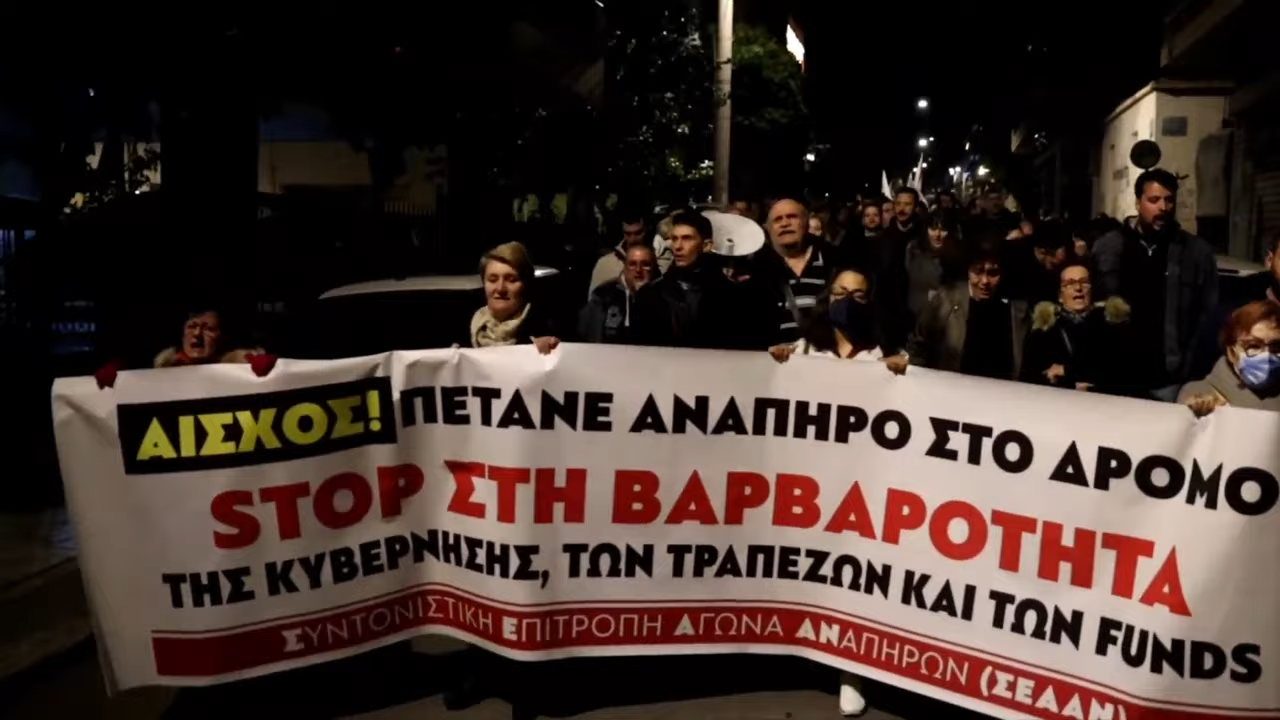 ΑΙΣΧΟΣ! ΠΕΤΑΝΕ ΑΝΑΠΗΡΟ ΣΤΟ ΔΡΟΜΟ
STOP ΣΤΗ ΒΑΡΒΑΡΟΤΗΤΑ
ΤΗΣ ΚΥΒΕΡΝΗΣΗΣ, ΤΩΝ ΤΡΑΠΕΖΩΝ ΚΑΙ ΤΩΝ FUNDS
ΣΥΝΤΟΝΙΣΤΙΚΗ ΕΠΙΤΡΟΠΗ ΑΓΩΝΑ ΑΝΑΠΗΡΩΝ (ΣΕΑΑΝ)